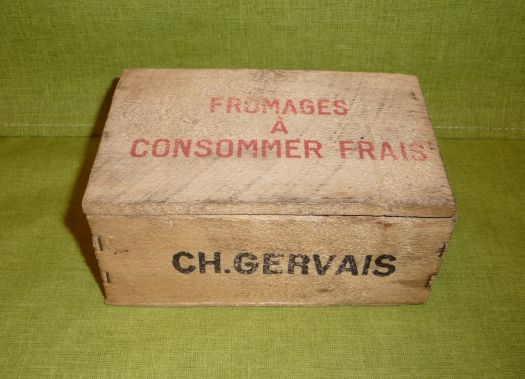 FROMAGES
À
CONSOMMER FRAIS
CH.GERVAIS